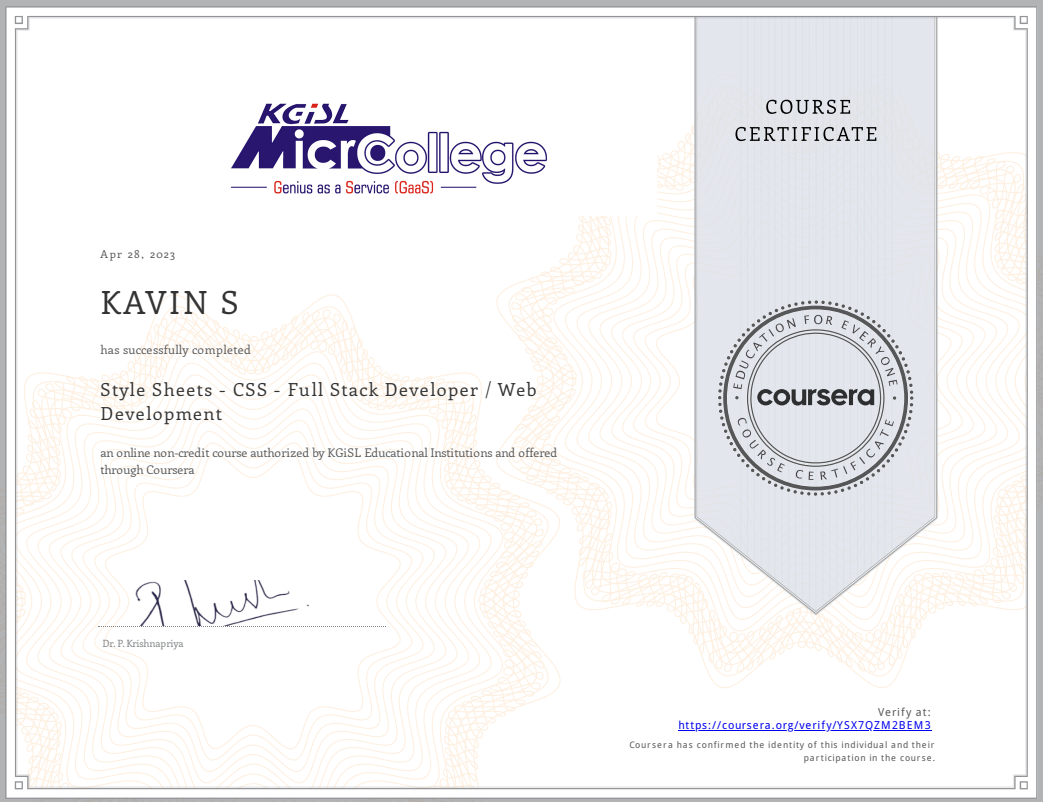 KGiSL
MicroCollege
Genius as a Service (GaaS)
COURSE
CERTIFICATE
Apr 28, 2023
KAVIN S
has successfully completed
Style Sheets - CSS - Full Stack Developer / Web
Development
an online non-credit course authorized by KGiSL Educational Institutions and offered
through Coursera
EDUCATION FOR EVERYONE
coursera
COURSE CERTIFICATE
Dr. P. Krishnapriya
Verify at:
https://coursera.org/verify/YSX7QZM2BEM3
Coursera has confirmed the identity of this individual and their
participation in the course.